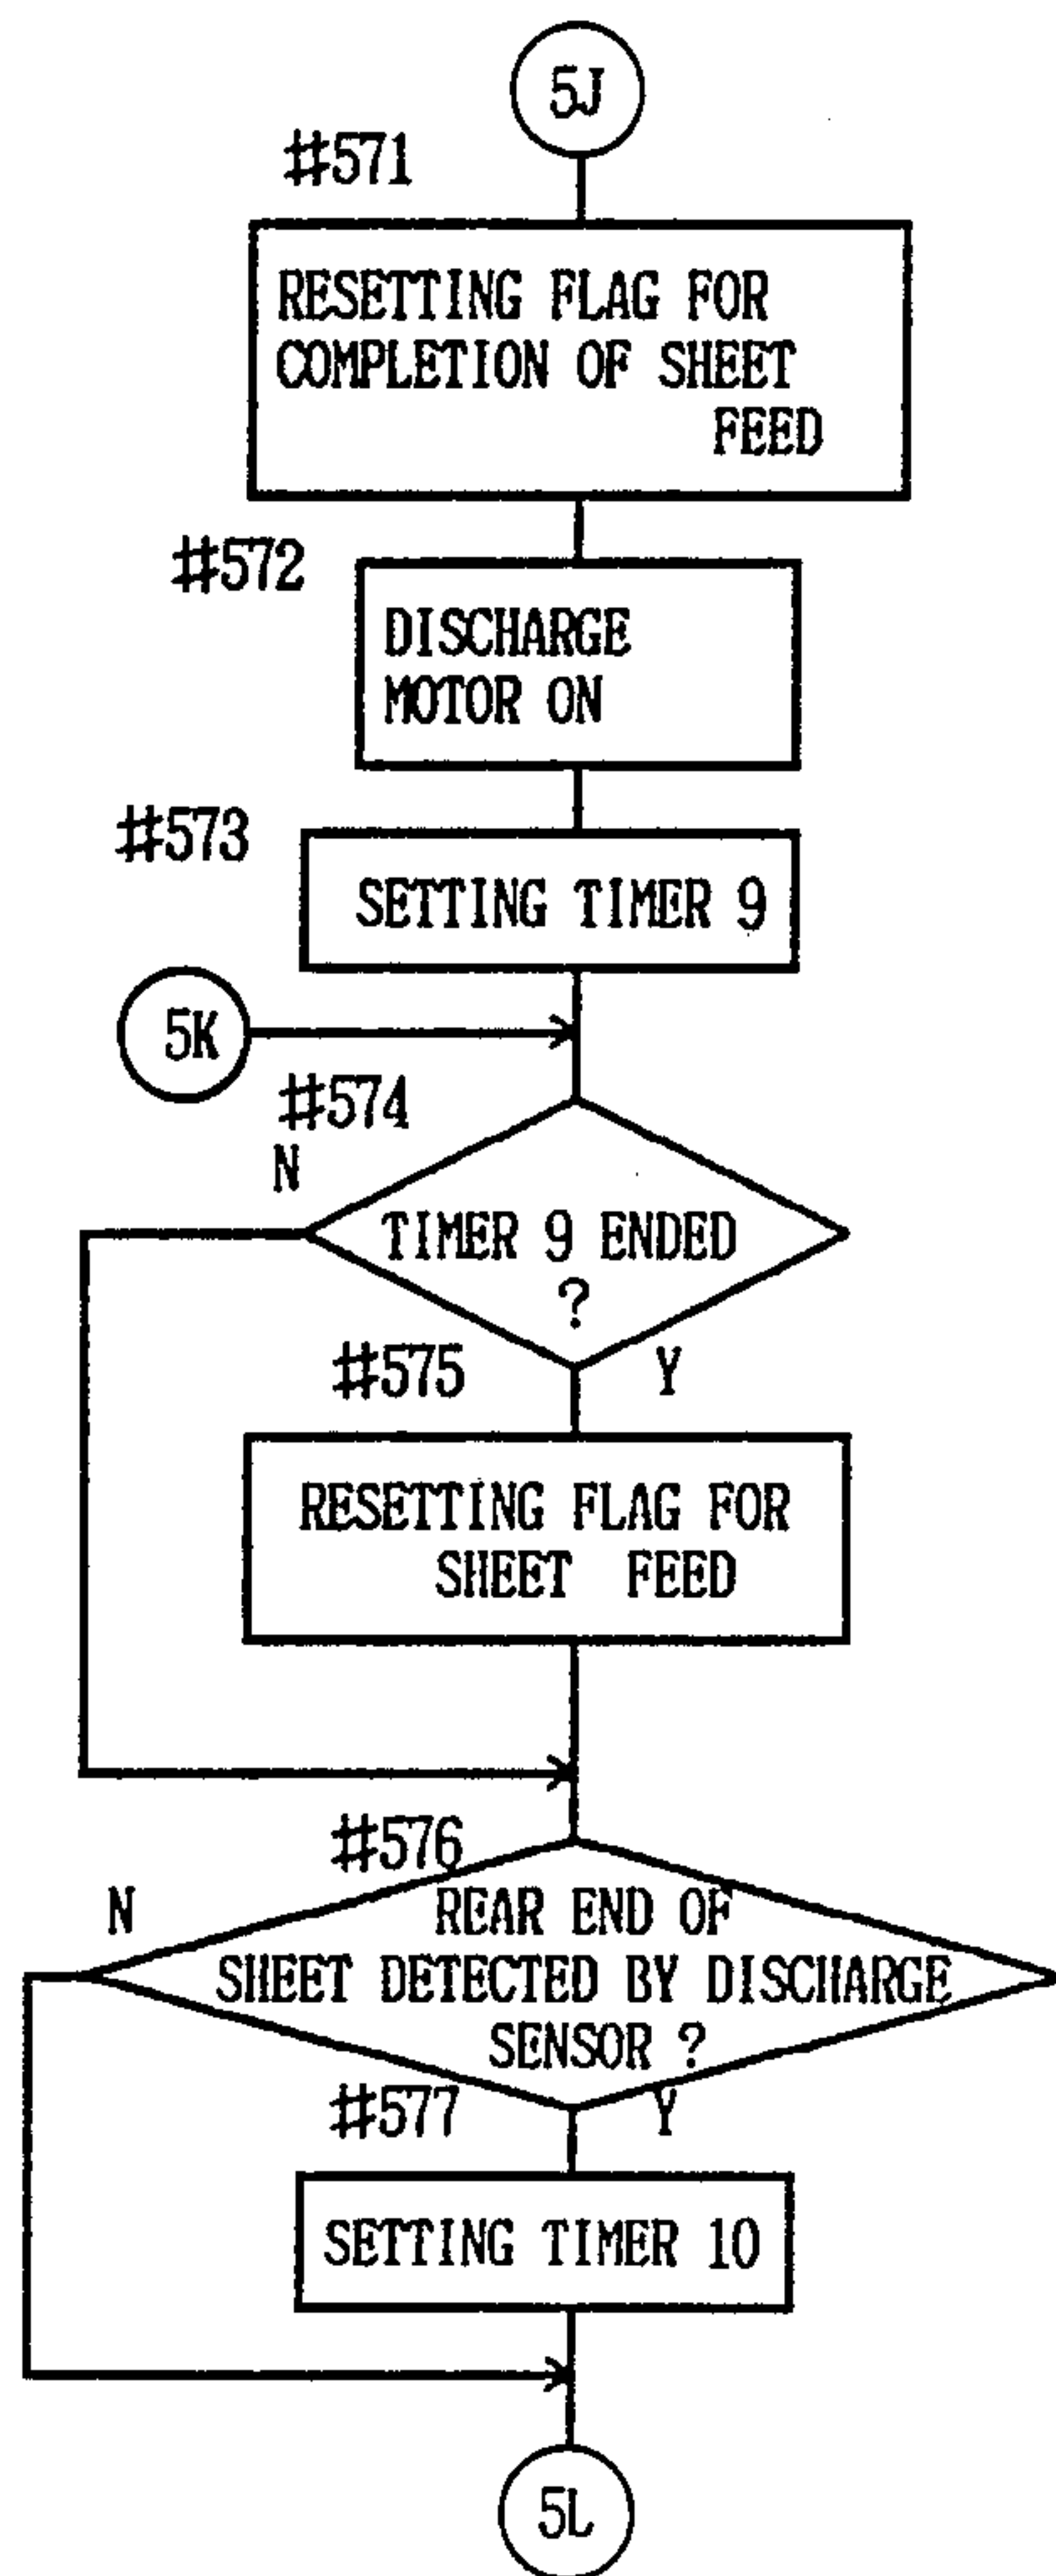 5J
#571
RESETTING FLAG FOR
COMPLETION OF SHEET
FEED
#572
DISCHARGE
MOTOR ON
#573
SETTING TIMER 9
5K
#574
N
TIMER 9 ENDED
?
#575
Y
RESETTING FLAG FOR
SHEET FEED
#576
N
REAR END OF
SHEET DETECTED BY DISCHARGE
SENSOR ?
#577
Y
SETTING TIMER 10
5L